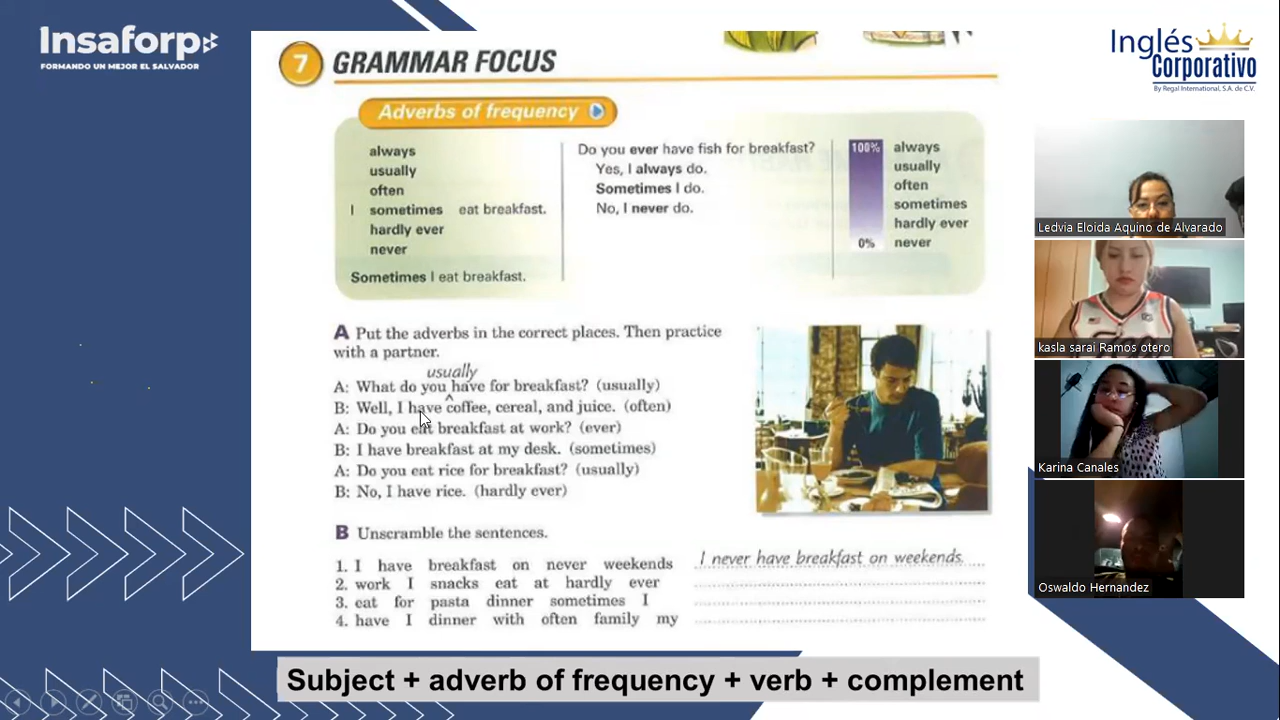 Insaforp
FORMANDO UN MEJOR EL SALVADOR
7 GRAMMAR FOCUS
Inglés
Corporativo
By Regal International, S.A. de C.V.
Adverbs of frequency
always
usually
often
I sometimes eat breakfast.
hardly ever
never
Sometimes I eat breakfast.
Do you ever have fish for breakfast?
Yes, I always do.
Sometimes I do.
No, I never do.
100% always
usually
often
sometimes
hardly ever
0% never
A Put the adverbs in the correct places. Then practice
with a partner.
usually
A: What do you have for breakfast? (usually)
B: Well, I have coffee, cereal, and juice. (often)
A: Do you eat breakfast at work? (ever)
B: I have breakfast at my desk. (sometimes)
A: Do you eat rice for breakfast? (usually)
B: No, I have rice. (hardly ever)
B Unscramble the sentences.
1. I have breakfast on never weekends I never have breakfast on weekends.
2. work I snacks eat at hardly ever
3. eat for pasta dinner sometimes I
4. have I dinner with often family my
Subject + adverb of frequency + verb + complement
Ledvia Eloida Aquino de Alvarado
kasla sarai Ramos otero
Karina Canales
Oswaldo Hernandez